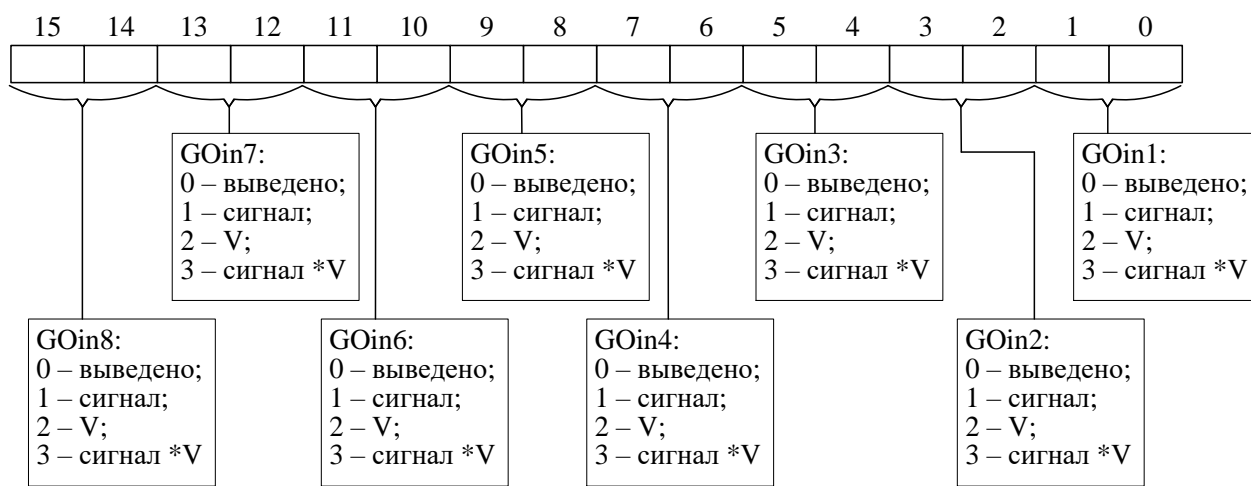 15 14 13 12 11 10 9 8 7 6 5 4 3 2 1 0
GOin7:
0 – выведено;
1 – сигнал;
2 – V;
3 – сигнал *V
GOin5:
0 – выведено;
1 – сигнал;
2 – V;
3 – сигнал *V
GOin3:
0 – выведено;
1 – сигнал;
2 – V;
3 – сигнал *V
GOin1:
0 – выведено;
1 – сигнал;
2 – V;
3 – сигнал *V
GOin8:
0 – выведено;
1 – сигнал;
2 – V;
3 – сигнал *V
GOin6:
0 – выведено;
1 – сигнал;
2 – V;
3 – сигнал *V
GOin4:
0 – выведено;
1 – сигнал;
2 – V;
3 – сигнал *V
GOin2:
0 – выведено;
1 – сигнал;
2 – V;
3 – сигнал *V